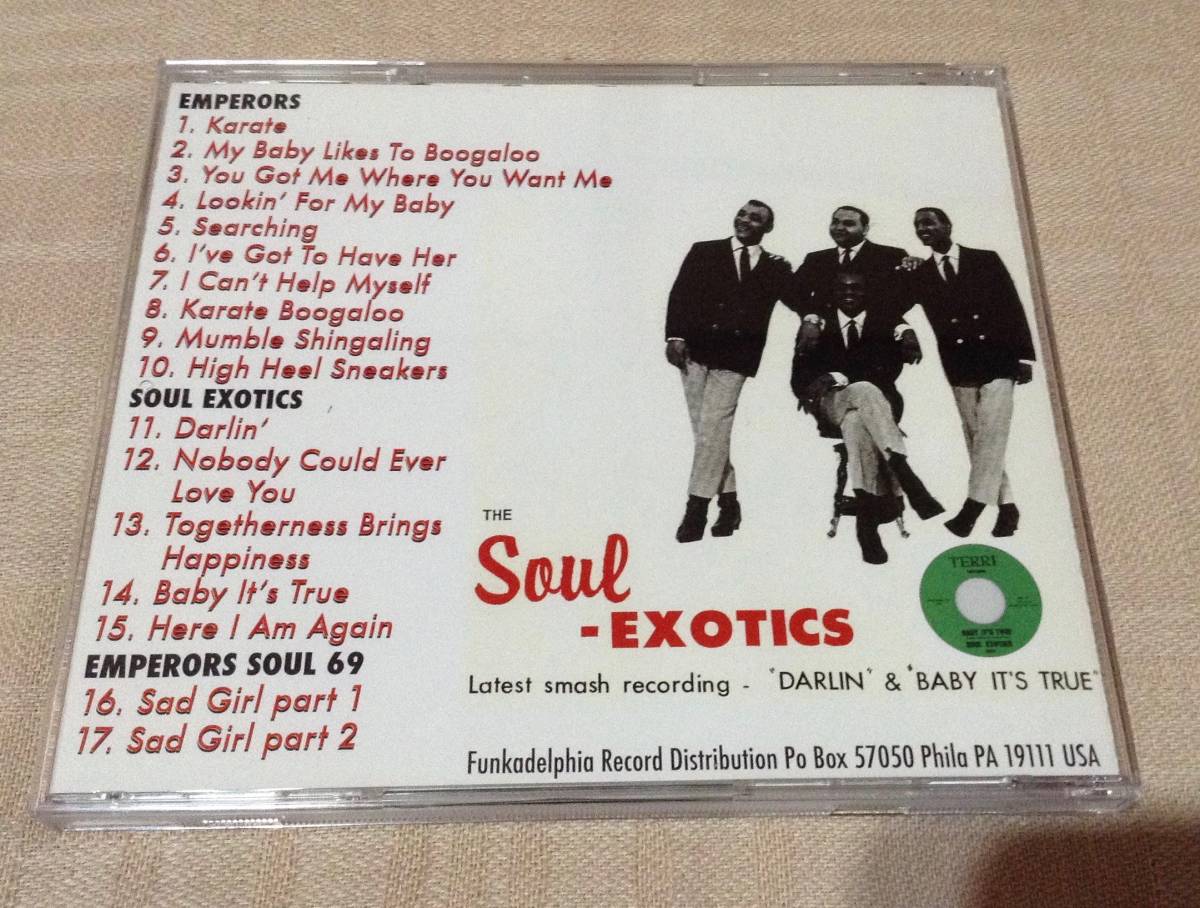 EMPERORS
1. Karate
2. My Baby Likes To Boogaloo
3. You Got Me Where You Want Me
4. Lookin' For My Baby
5. Searching
6. I've Got To Have Her
7. I Can't Help Myself
8. Karate Boogaloo
9. Mumble Shingaling
10. High Heel Sneakers
SOUL EXOTICS
11. Darlin'
12. Nobody Could Ever
Love You
13. Togetherness Brings
Happiness
14. Baby It's True
15. Here I Am Again
EMPERORS SOUL 69
16. Sad Girl part 1
17. Sad Girl part 2
THE
Soul
-EXOTICS
TERRI
BABY IT'S TRUE
SOUL EXOTICS
Latest smash recording - "DARLIN" & "BABY IT'S TRUE"
Funkadelphia Record Distribution Po Box 57050 Phila PA 19111 USA